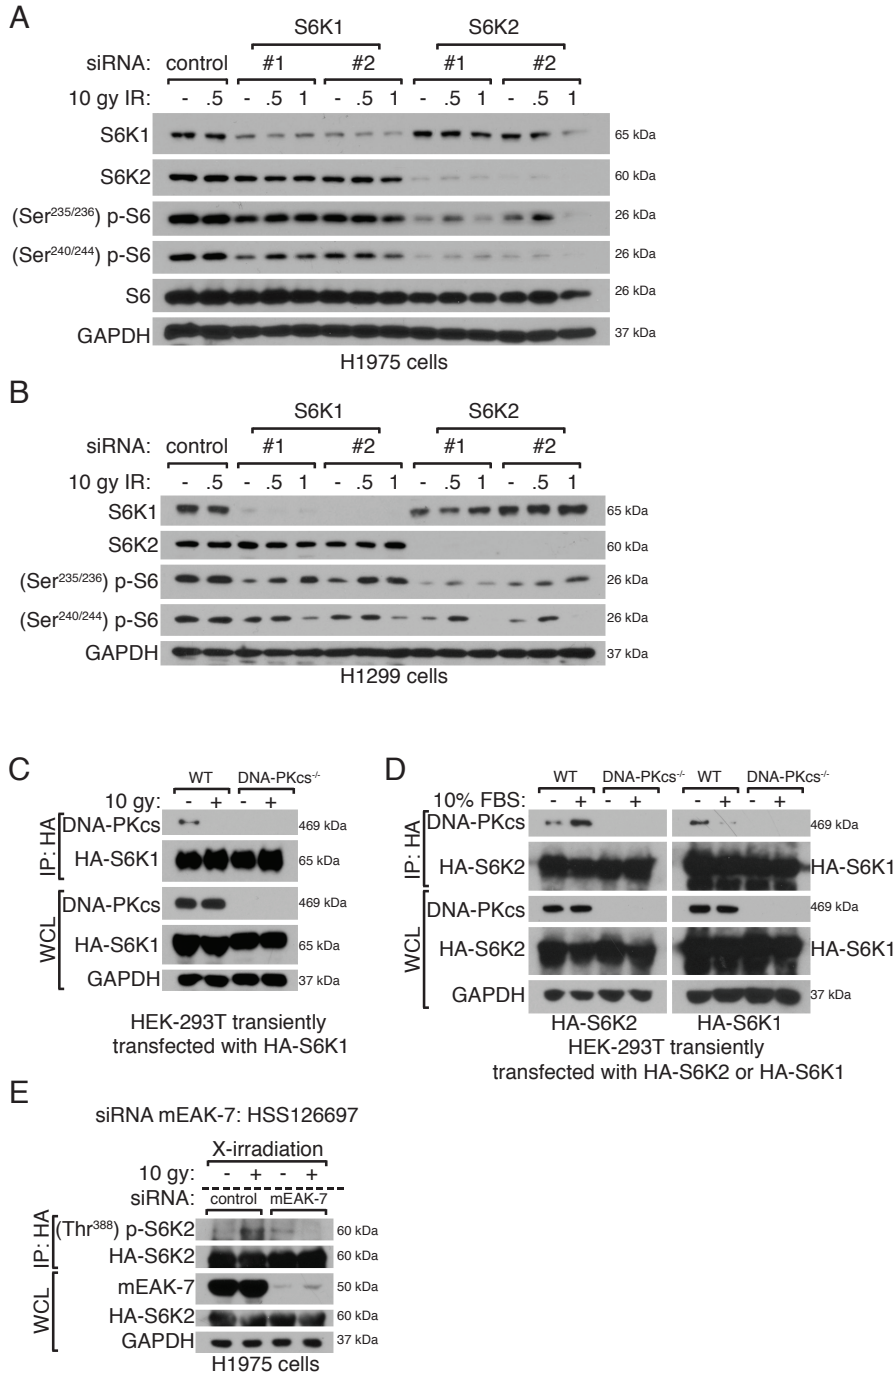 A
S6K1 S6K2
siRNA: control #1 #2 #1 #2
10 gy IR: - .5 - .5 1 - .5 1 - .5 1 - .5 1
S6K1 65 kDa
S6K2 60 kDa
(Ser235/236) p-S6 26 kDa
(Ser240/244) p-S6 26 kDa
S6 26 kDa
GAPDH 37 kDa
H1975 cells
B
S6K1 S6K2
siRNA: control #1 #2 #1 #2
10 gy IR: - .5 - .5 1 - .5 1 - .5 1 - .5 1
S6K1 65 kDa
S6K2 60 kDa
(Ser235/236) p-S6 26 kDa
(Ser240/244) p-S6 26 kDa
GAPDH 37 kDa
H1299 cells
C
WT DNA-PKcs-/-
10 gy: - + - +
IP: HA
DNA-PKcs 469 kDa
HA-S6K1 65 kDa
WCL
DNA-PKcs 469 kDa
HA-S6K1 65 kDa
GAPDH 37 kDa
HEK-293T transiently
transfected with HA-S6K1
D
WT DNA-PKcs-/- WT DNA-PKcs-/-
10% FBS: - + - + - + - +
IP: HA
DNA-PKcs 469 kDa
HA-S6K2 HA-S6K1
WCL
DNA-PKcs 469 kDa
HA-S6K2 HA-S6K1
GAPDH 37 kDa
HA-S6K2 HA-S6K1
HEK-293T transiently
transfected with HA-S6K2 or HA-S6K1
E
siRNA mEAK-7: HSS126697
X-irradiation
10 gy: - + - +
siRNA: control mEAK-7
IP: HA
(Thr388) p-S6K2 60 kDa
HA-S6K2 60 kDa
WCL
mEAK-7 50 kDa
HA-S6K2 60 kDa
GAPDH 37 kDa
H1975 cells